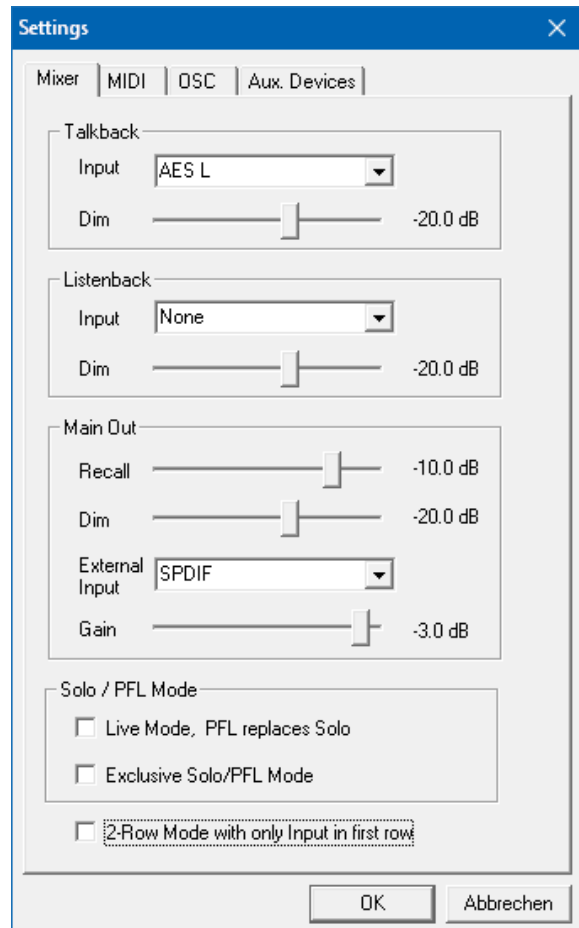 Settings
Mixer MIDI OSC Aux. Devices
Talkback
Input AES L
Dim -20.0 dB
Listenback
Input None
Dim -20.0 dB
Main Out
Recall -10.0 dB
Dim -20.0 dB
External
Input
SPDIF
Gain -3.0 dB
Solo / PFL Mode
Live Mode, PFL replaces Solo
Exclusive Solo/PFL Mode
2-Row Mode with only Input in first row
OK Abbrechen